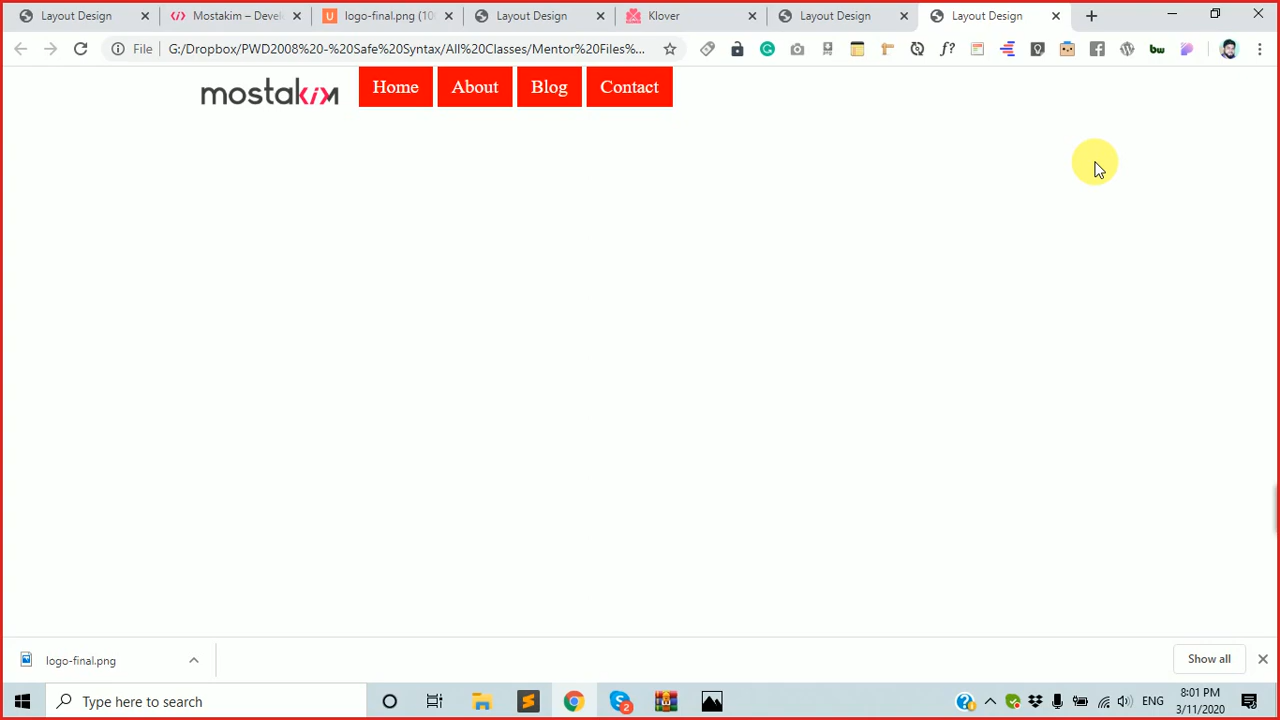 Layout Design
Mostakim – Devel
logo-final.png (10
Layout Design
Klover
Layout Design
Layout Design
File
G:/Dropbox/PWD2008%20-%20Safe%20Syntax/All%20Classes/Mentor%20Files%...
f?
bw
mostakim
Home
About
Blog
Contact
logo-final.png
Show all
Type here to search
2
ENG
8:01 PM
3/11/2020